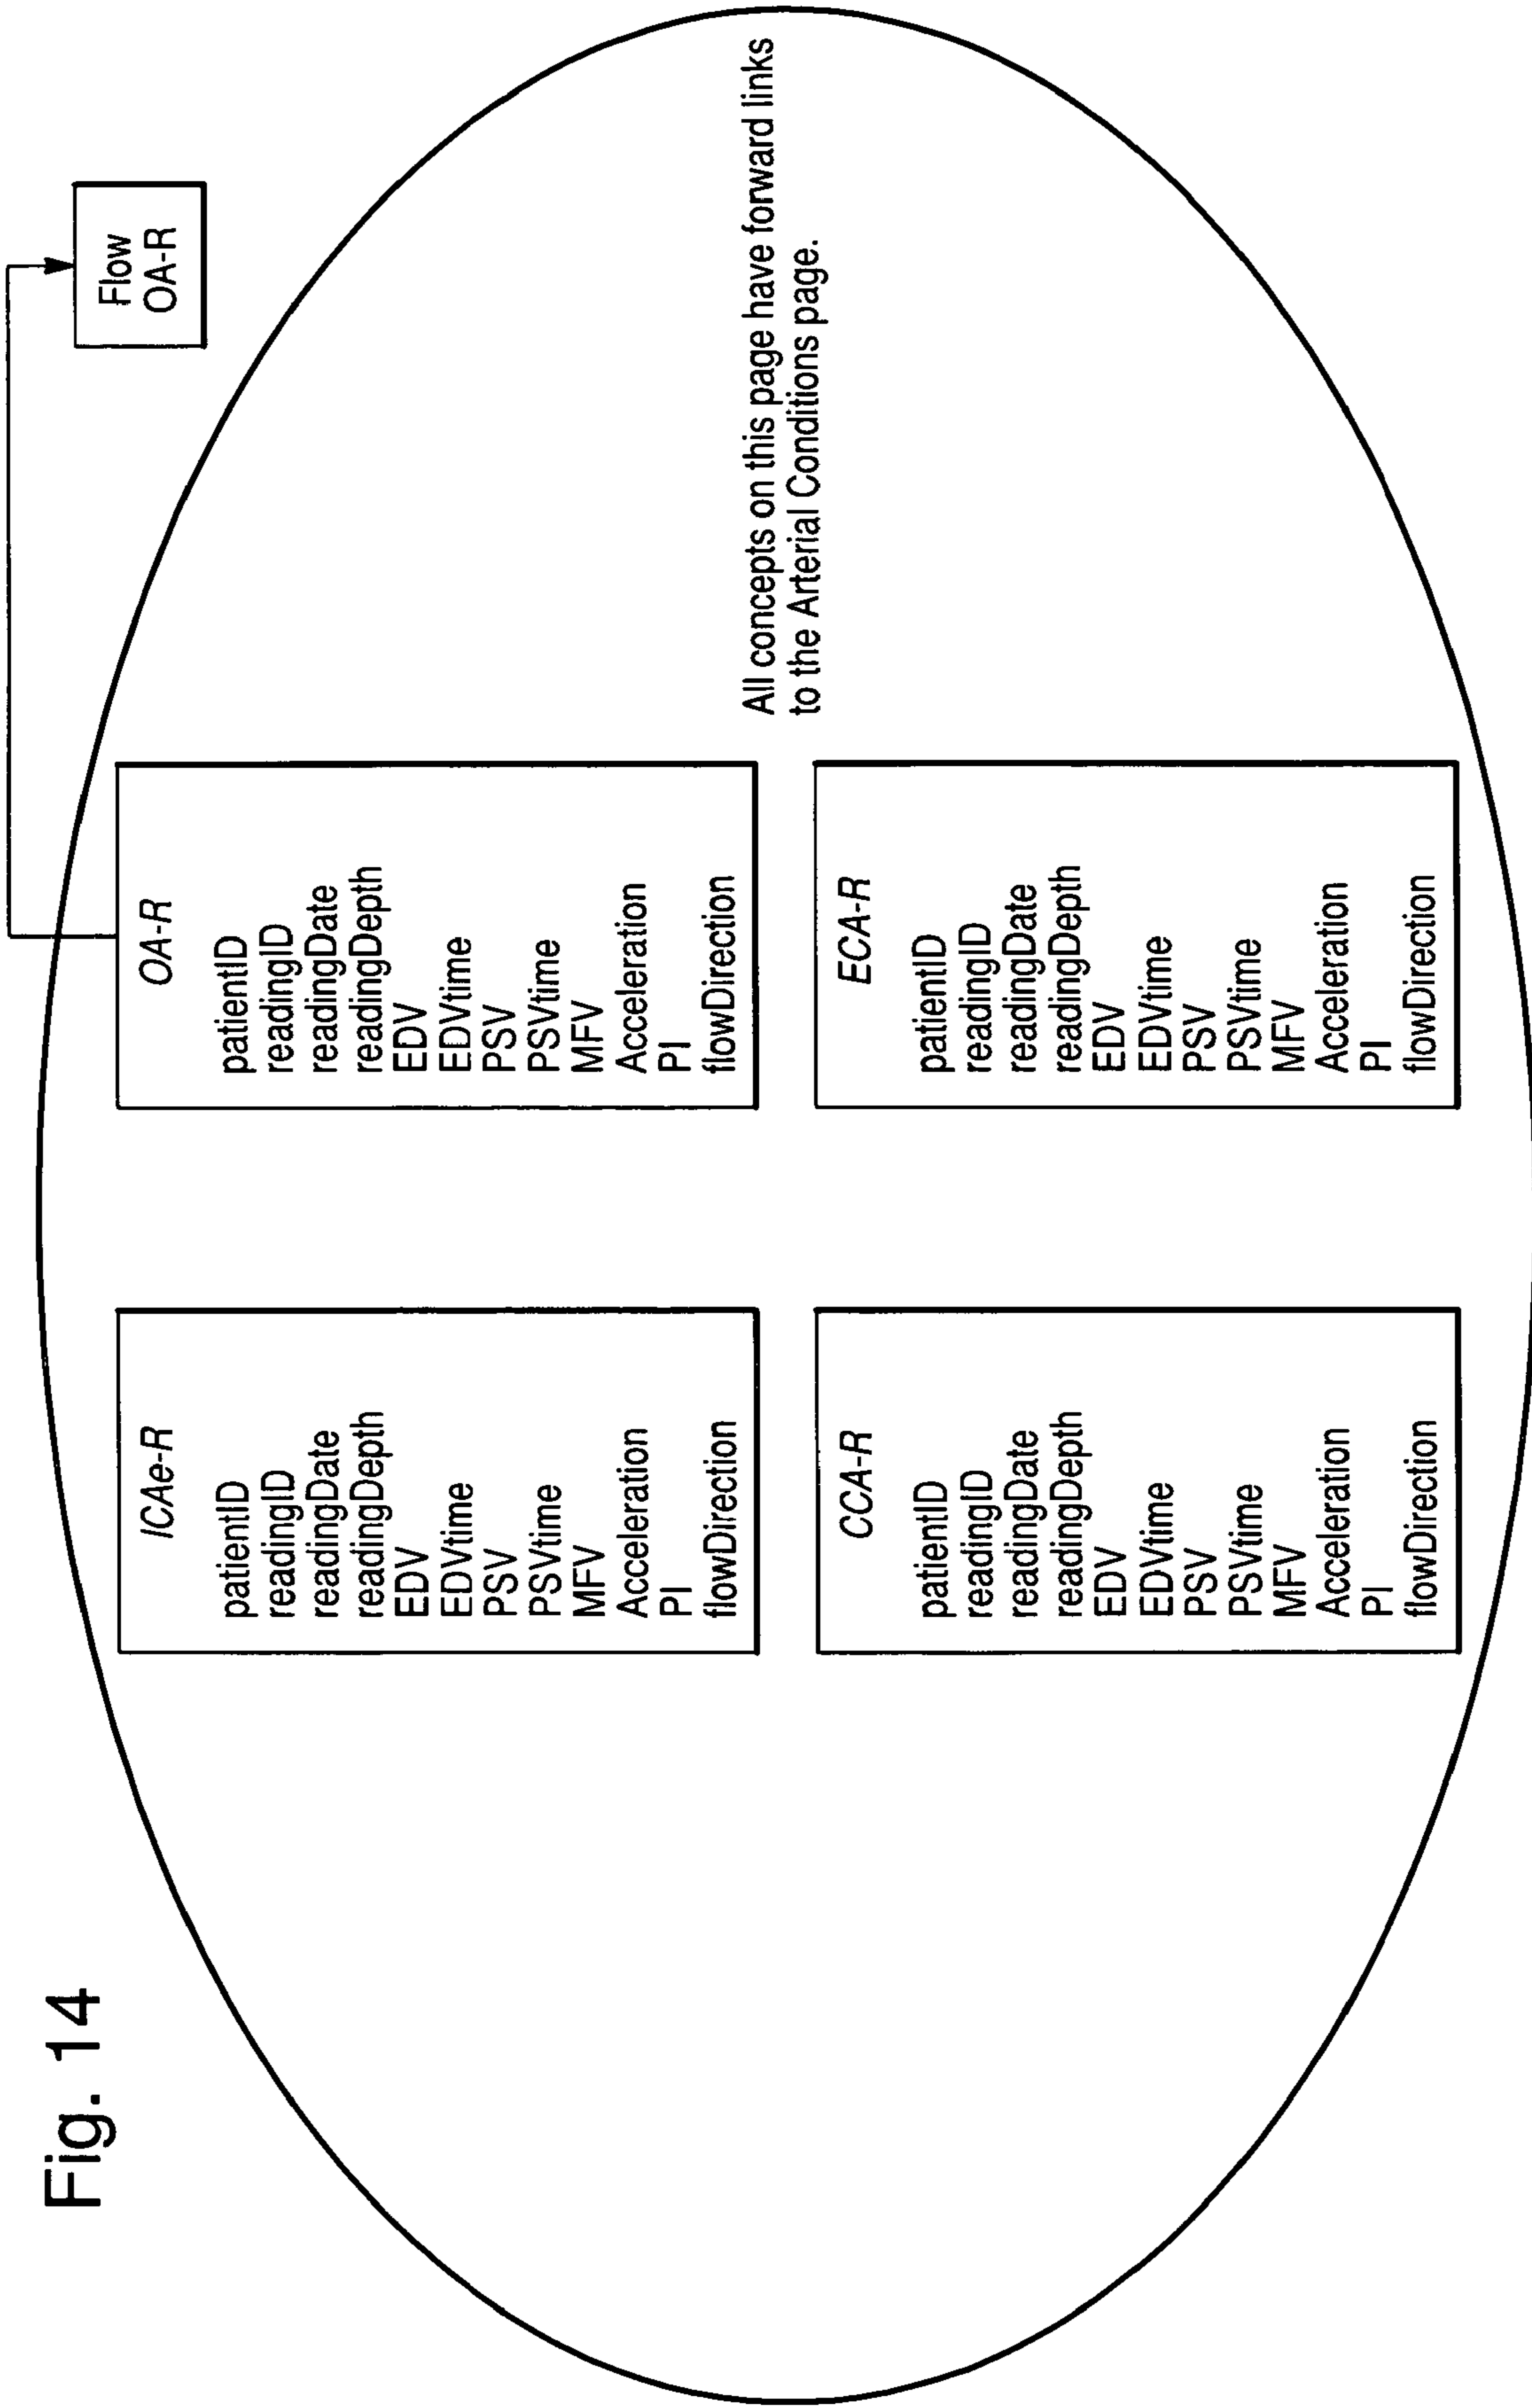 Fig. 14
Flow
OA-R
ICAe-R
patientID
readingID
readingDate
readingDepth
EDV
EDVtime
PSV
PSVtime
MFV
Acceleration
PI
flowDirection
OA-R
patientID
readingID
readingDate
readingDepth
EDV
EDVtime
PSV
PSVtime
MFV
Acceleration
PI
flowDirection
All concepts on this page have forward links
to the Arterial Conditions page.
CCA-R
patientID
readingID
readingDate
readingDepth
EDV
EDVtime
PSV
PSVtime
MFV
Acceleration
PI
flowDirection
ECA-R
patientID
readingID
readingDate
readingDepth
EDV
EDVtime
PSV
PSVtime
MFV
Acceleration
PI
flowDirection